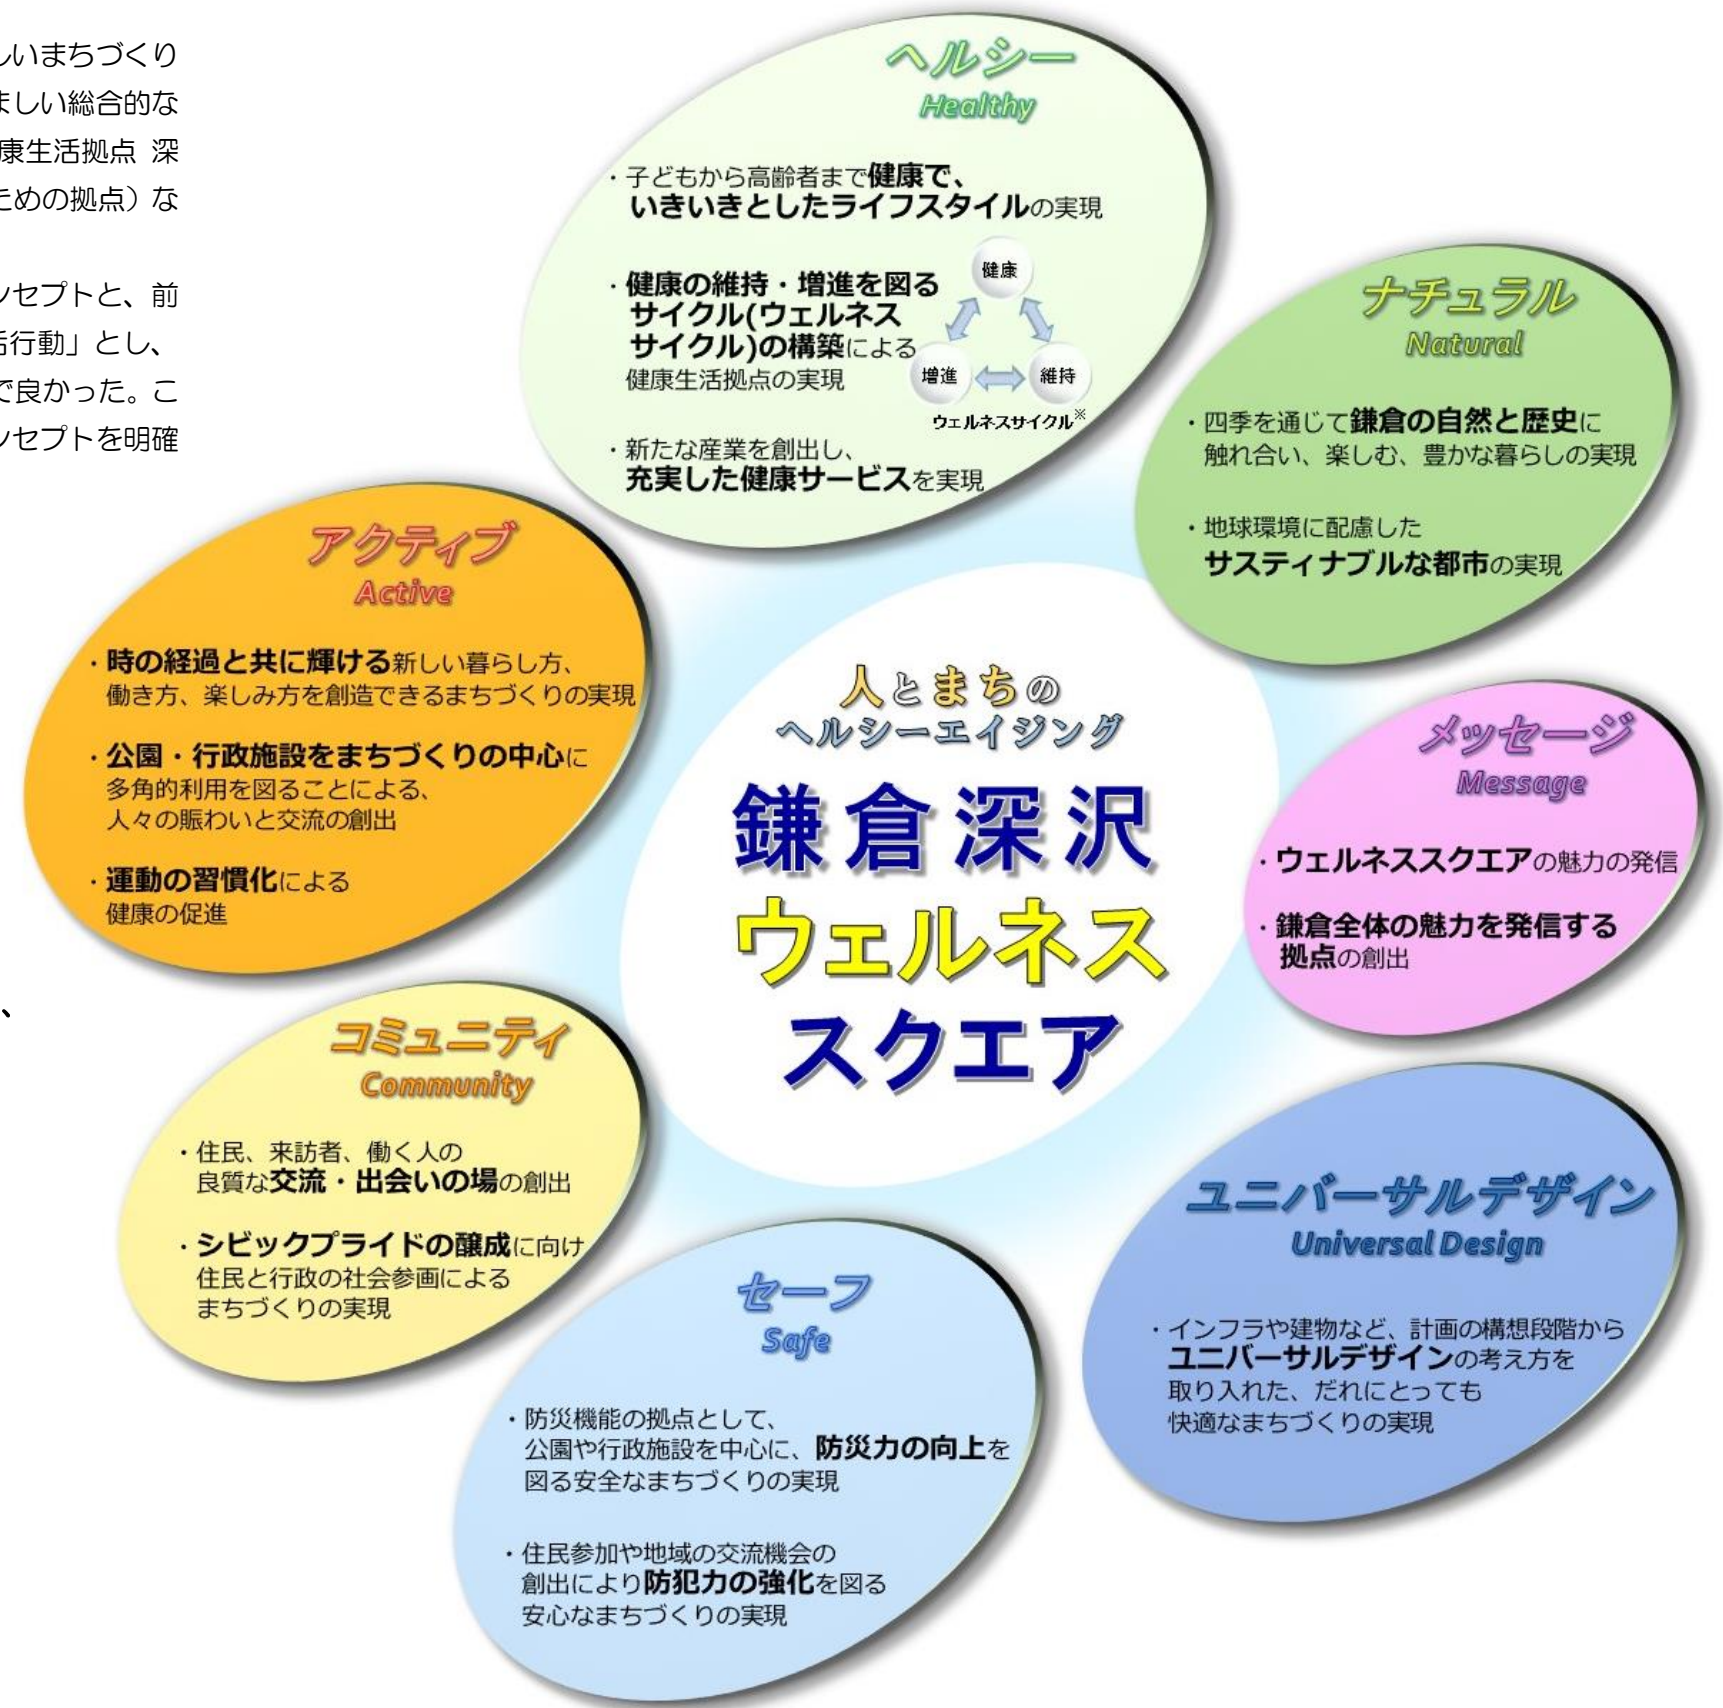 しいまちづくり
ましい総合的な
康生活拠点 深
ための拠点）な
ンセプトと、前
活行動」とし、
で良かった。こ
ンセプトを明確
、
ヘルシー
Healthy
・子どもから高齢者まで健康で、
いきいきとしたライフスタイルの実現
・健康の維持・増進を図る
サイクル(ウェルネス
サイクル)の構築による
健康生活拠点の実現
健康
増進
維持
ウェルネスサイクル※
・新たな産業を創出し、
充実した健康サービスを実現
ナチュラル
Natural
・四季を通じて鎌倉の自然と歴史に
触れ合い、楽しむ、豊かな暮らしの実現
・地球環境に配慮した
サスティナブルな都市の実現
アクティブ
Active
・時の経過と共に輝ける新しい暮らし方、
働き方、楽しみ方を創造できるまちづくりの実現
・公園・行政施設をまちづくりの中心に
多角的利用を図ることによる、
人々の賑わいと交流の創出
・運動の習慣化による
健康の促進
人とまちの
ヘルシーエイジング
鎌倉深沢
ウェルネス
スクエア
メッセージ
Message
・ウェルネススクエアの魅力の発信
・鎌倉全体の魅力を発信する
拠点の創出
コミュニティ
Community
・住民、来訪者、働く人の
良質な交流・出会いの場の創出
・シビックプライドの醸成に向け
住民と行政の社会参画による
まちづくりの実現
ユニバーサルデザイン
Universal Design
・インフラや建物など、計画の構想段階から
ユニバーサルデザインの考え方を
取り入れた、だれにとっても
快適なまちづくりの実現
セーフ
Safe
・防災機能の拠点として、
公園や行政施設を中心に、防災力の向上を
図る安全なまちづくりの実現
・住民参加や地域の交流機会の
創出により防犯力の強化を図る
安心なまちづくりの実現